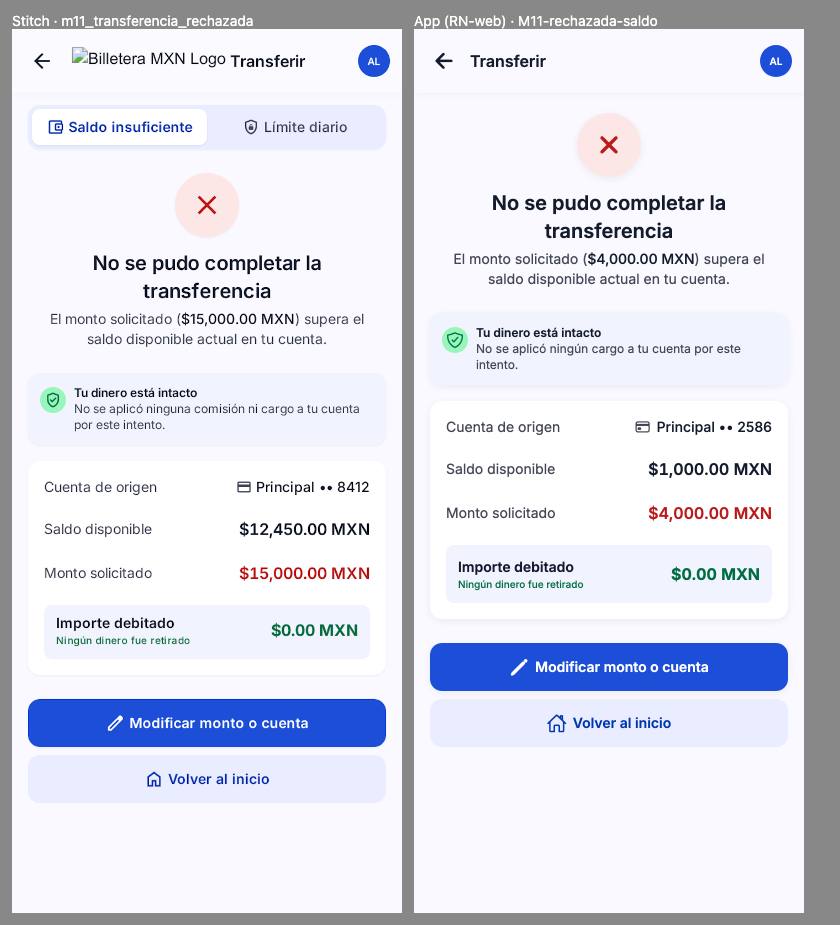 Stitch · m11_transferencia_rechazada
Billetera MXN Logo Transferir
AL
Saldo insuficiente
Límite diario
No se pudo completar la
transferencia
El monto solicitado ($15,000.00 MXN) supera el
saldo disponible actual en tu cuenta.
Tu dinero está intacto
No se aplicó ninguna comisión ni cargo a tu cuenta
por este intento.
Cuenta de origen
Principal •• 8412
Saldo disponible
$12,450.00 MXN
Monto solicitado
$15,000.00 MXN
Importe debitado
Ningún dinero fue retirado
$0.00 MXN
Modificar monto o cuenta
Volver al inicio
App (RN-web) · M11-rechazada-saldo
Transferir
AL
No se pudo completar la
transferencia
El monto solicitado ($4,000.00 MXN) supera el
saldo disponible actual en tu cuenta.
Tu dinero está intacto
No se aplicó ningún cargo a tu cuenta por este
intento.
Cuenta de origen
Principal •• 2586
Saldo disponible
$1,000.00 MXN
Monto solicitado
$4,000.00 MXN
Importe debitado
Ningún dinero fue retirado
$0.00 MXN
Modificar monto o cuenta
Volver al inicio